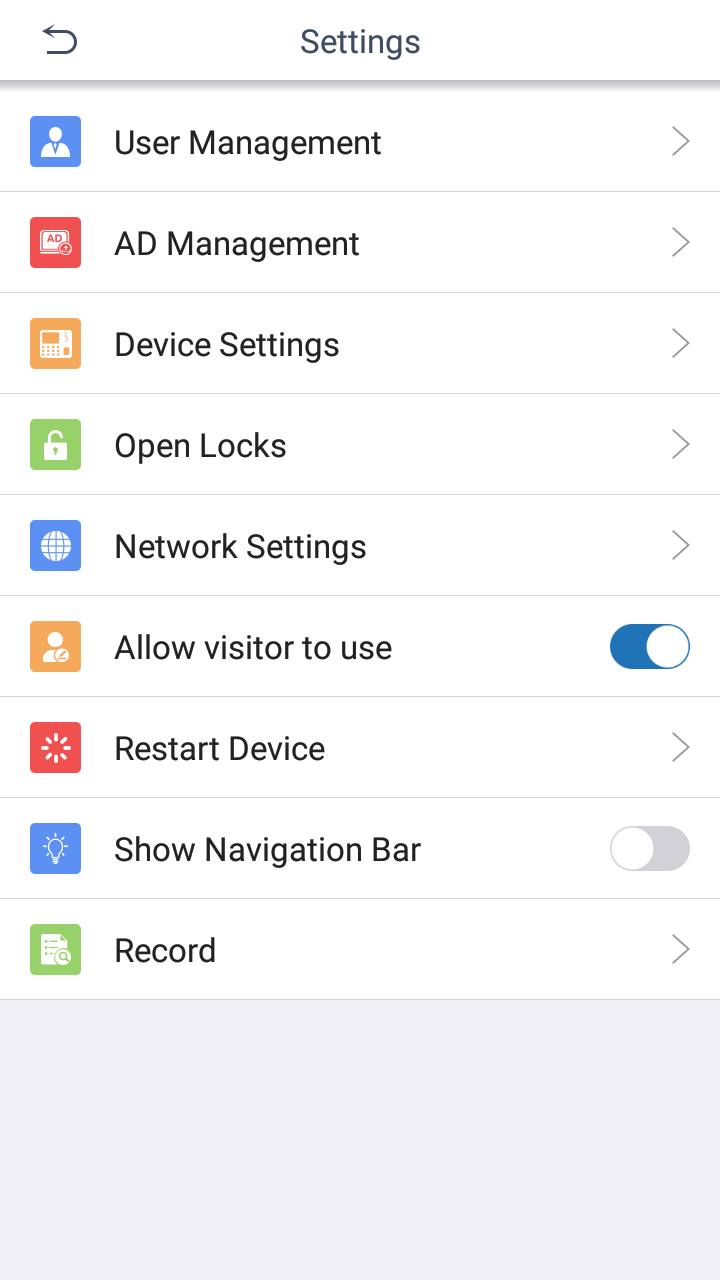 Settings
User Management
AD
AD Management
Device Settings
Open Locks
Network Settings
Allow visitor to use
Restart Device
Show Navigation Bar
Record